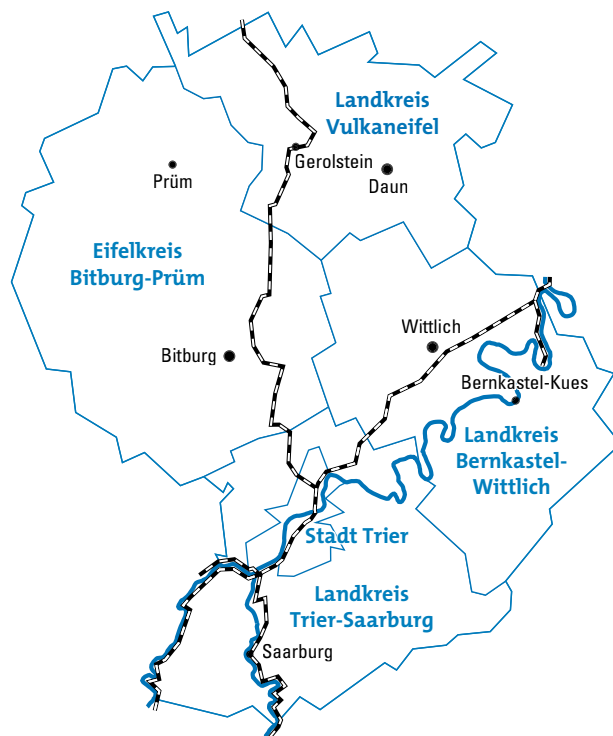 Landkreis
Vulkaneifel
Gerolstein
Prüm
Daun
Eifelkreis
Bitburg-Prüm
Wittlich
Bitburg
Bernkastel-Kues
Landkreis
Bernkastel-
Wittlich
Stadt Trier
Landkreis
Trier-Saarburg
Saarburg